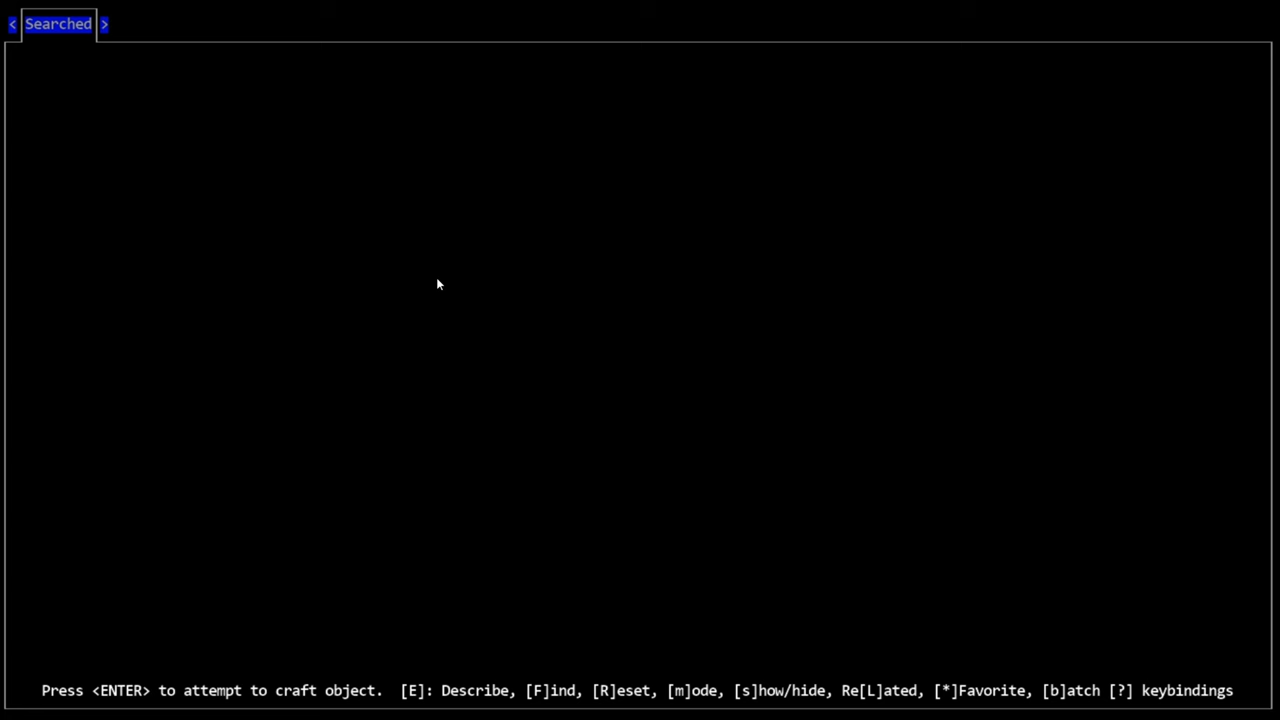 < Searched >
Press <ENTER> to attempt to craft object.  [E]: Describe, [F]ind, [R]eset, [m]ode, [s]how/hide, Re[L]ated, [*]Favorite, [b]atch [?] keybindings